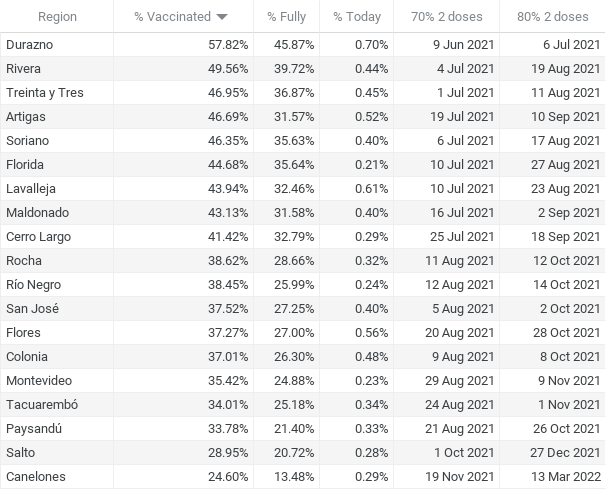 Region % Vaccinated % Fully % Today 70% 2 doses 80% 2 doses
Durazno 57.82% 45.87% 0.70% 9 Jun 2021 6 Jul 2021
Rivera 49.56% 39.72% 0.44% 4 Jul 2021 19 Aug 2021
Treinta y Tres 46.95% 36.87% 0.45% 1 Jul 2021 11 Aug 2021
Artigas 46.69% 31.57% 0.52% 19 Jul 2021 10 Sep 2021
Soriano 46.35% 35.63% 0.40% 6 Jul 2021 17 Aug 2021
Florida 44.68% 35.64% 0.21% 10 Jul 2021 27 Aug 2021
Lavalleja 43.94% 32.46% 0.61% 10 Jul 2021 23 Aug 2021
Maldonado 43.13% 31.58% 0.40% 16 Jul 2021 2 Sep 2021
Cerro Largo 41.42% 32.79% 0.29% 25 Jul 2021 18 Sep 2021
Rocha 38.62% 28.66% 0.32% 11 Aug 2021 12 Oct 2021
Río Negro 38.45% 25.99% 0.24% 12 Aug 2021 14 Oct 2021
San José 37.52% 27.25% 0.40% 5 Aug 2021 2 Oct 2021
Flores 37.27% 27.00% 0.56% 20 Aug 2021 28 Oct 2021
Colonia 37.01% 26.30% 0.48% 9 Aug 2021 8 Oct 2021
Montevideo 35.42% 24.88% 0.23% 29 Aug 2021 9 Nov 2021
Tacuarembó 34.01% 25.18% 0.34% 24 Aug 2021 1 Nov 2021
Paysandú 33.78% 21.40% 0.33% 21 Aug 2021 26 Oct 2021
Salto 28.95% 20.72% 0.28% 1 Oct 2021 27 Dec 2021
Canelones 24.60% 13.48% 0.29% 19 Nov 2021 13 Mar 2022